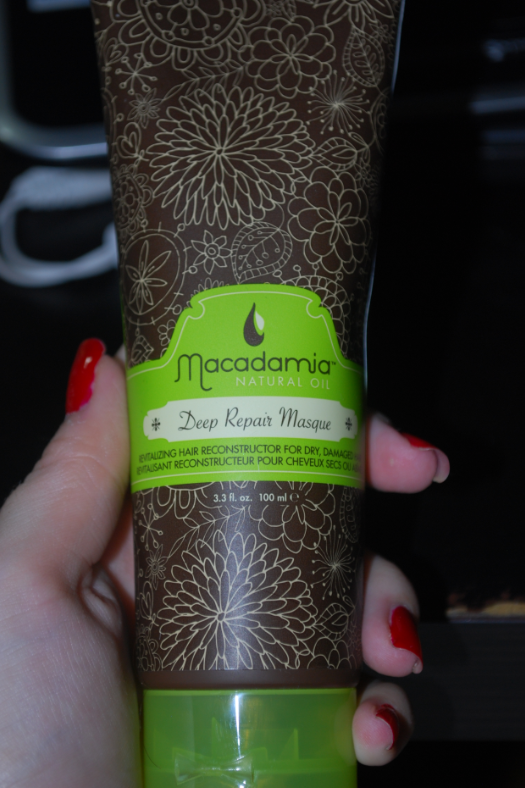 Macadamia™
NATURAL OIL
Deep Repair Masque
REVITALIZING HAIR RECONSTRUCTOR FOR DRY, DAMAGED
REVITALISANT RECONSTRUCTEUR POUR CHEVEUX SECS OU
3.3 fl. oz. 100 ml ℮